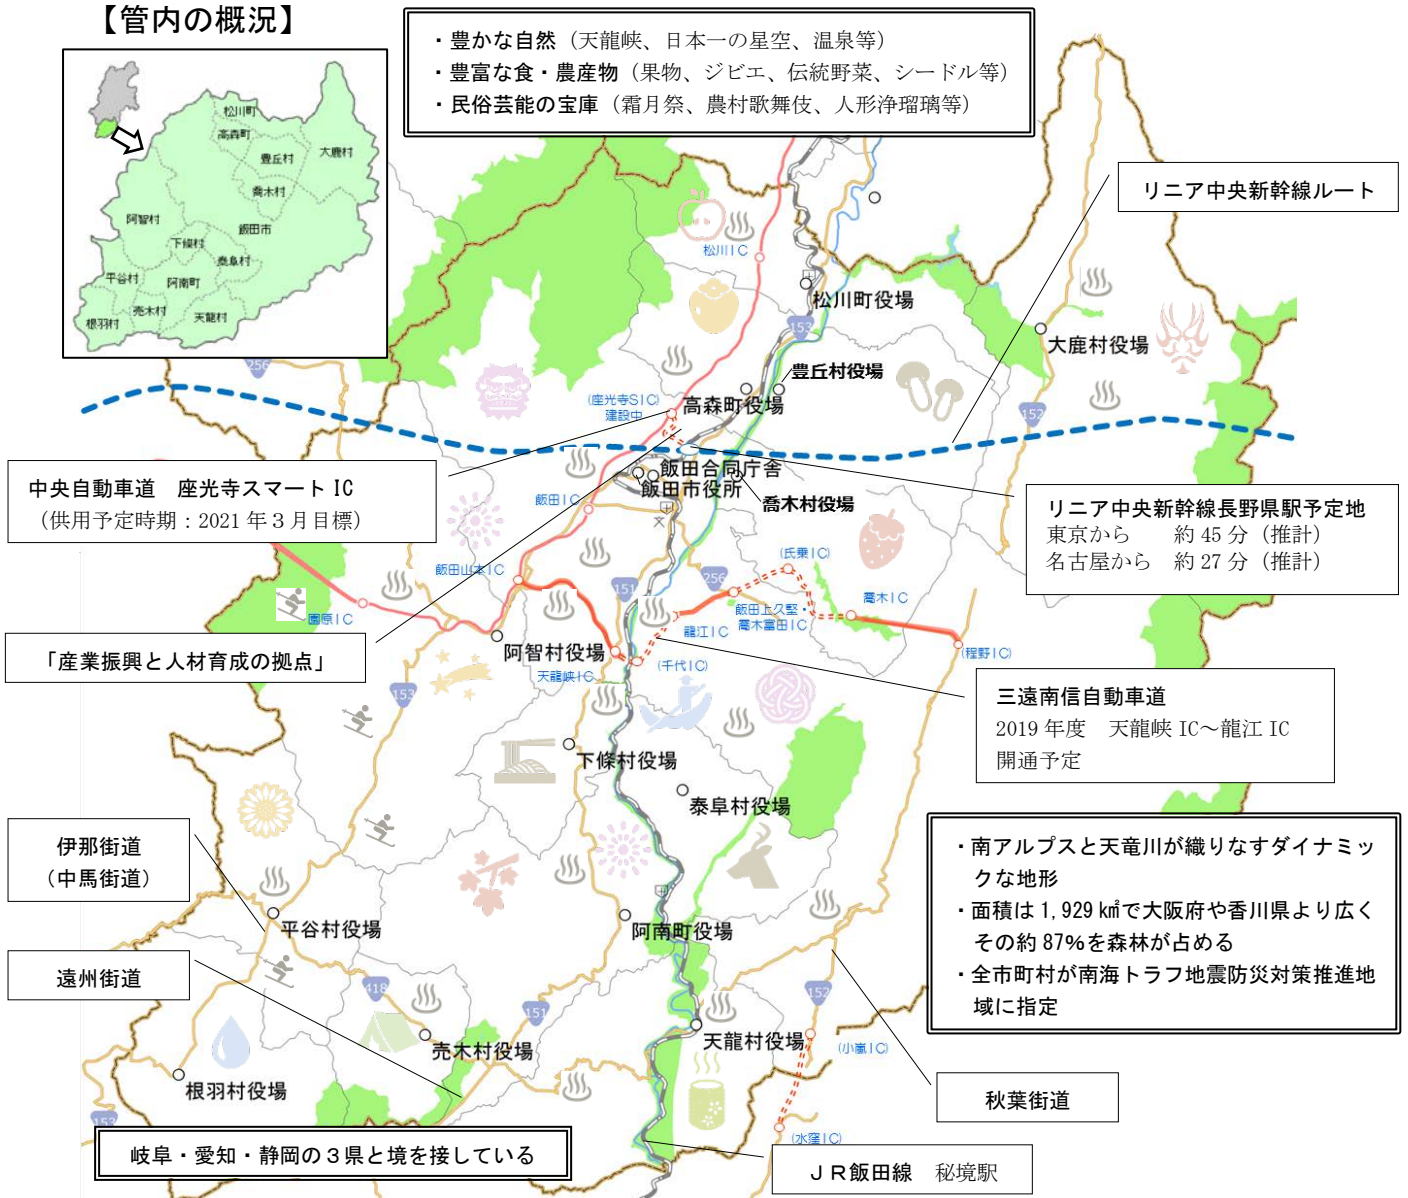 【管内の概況】
・豊かな自然（天龍峡、日本一の星空、温泉等）
・豊富な食・農産物（果物、ジビエ、伝統野菜、シードル等）
・民俗芸能の宝庫（霜月祭、農村歌舞伎、人形浄瑠璃等）
松川町
高森町
豊丘村
大鹿村
喬木村
阿智村
飯田市
下條村
泰阜村
平谷村
阿南町
売木村
根羽村
天龍村
リニア中央新幹線ルート
松川IC
松川町役場
153
大鹿村役場
256
豊丘村役場
(座光寺SIC)
建設中
高森町役場
152
中央自動車道　座光寺スマート IC
（供用予定時期：2021 年３月目標）
飯田合同庁舎
飯田市役所
飯田IC
文
喬木村役場
リニア中央新幹線長野県駅予定地
東京から　　約 45 分（推計）
名古屋から　約 27 分（推計）
(氏乗IC)
飯田山本IC
151
256
飯田上久堅・
喬木富田IC
喬木IC
園原IC
龍江IC
「産業振興と人材育成の拠点」
阿智村役場
天龍峡IC
(千代IC)
(程野IC)
153
三遠南信自動車道
2019 年度　天龍峡 IC～龍江 IC
開通予定
下條村役場
泰阜村役場
伊那街道
（中馬街道）
・南アルプスと天竜川が織りなすダイナミッ
クな地形
・面積は 1,929 ㎢で大阪府や香川県より広く
その約 87%を森林が占める
・全市町村が南海トラフ地震防災対策推進地
域に指定
平谷村役場
阿南町役場
遠州街道
418
151
152
売木村役場
天龍村役場
(小嵐IC)
根羽村役場
秋葉街道
153
岐阜・愛知・静岡の３県と境を接している
(水窪IC)
ＪＲ飯田線　秘境駅